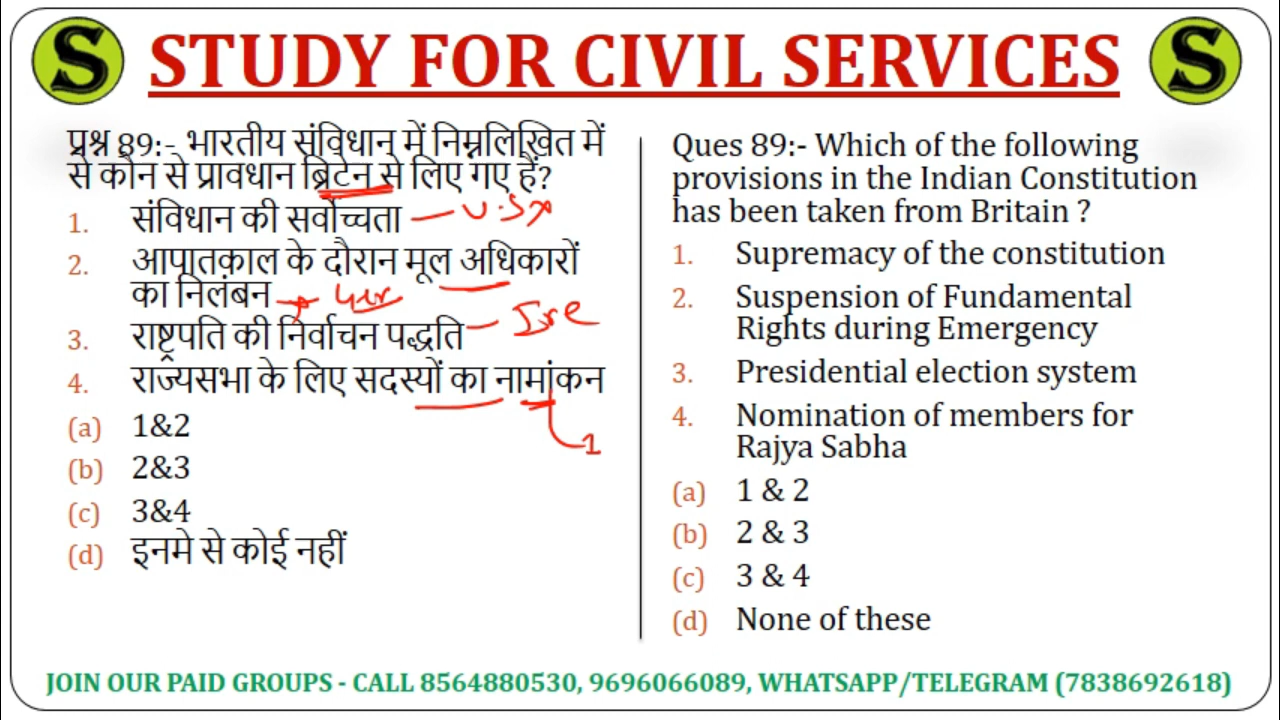 S STUDY FOR CIVIL SERVICES S
प्रश्न 89:- भारतीय संविधान में निम्नलिखित में
से कौन से प्रावधान ब्रिटेन से लिए गए हैं?
1. संविधान की सर्वोच्चता – U.SA
2. आपातकाल के दौरान मूल अधिकारों
का निलंबन
3. राष्ट्रपति की निर्वाचन पद्धति – Ire
4. राज्यसभा के लिए सदस्यों का नामांकन
1
(a) 1&2
(b) 2&3
(c) 3&4
(d) इनमे से कोई नहीं
Ques 89:- Which of the following
provisions in the Indian Constitution
has been taken from Britain ?
1. Supremacy of the constitution
2. Suspension of Fundamental
Rights during Emergency
3. Presidential election system
4. Nomination of members for
Rajya Sabha
(a) 1 & 2
(b) 2 & 3
(c) 3 & 4
(d) None of these
JOIN OUR PAID GROUPS - CALL 8564880530, 9696066089, WHATSAPP/TELEGRAM (7838692618)